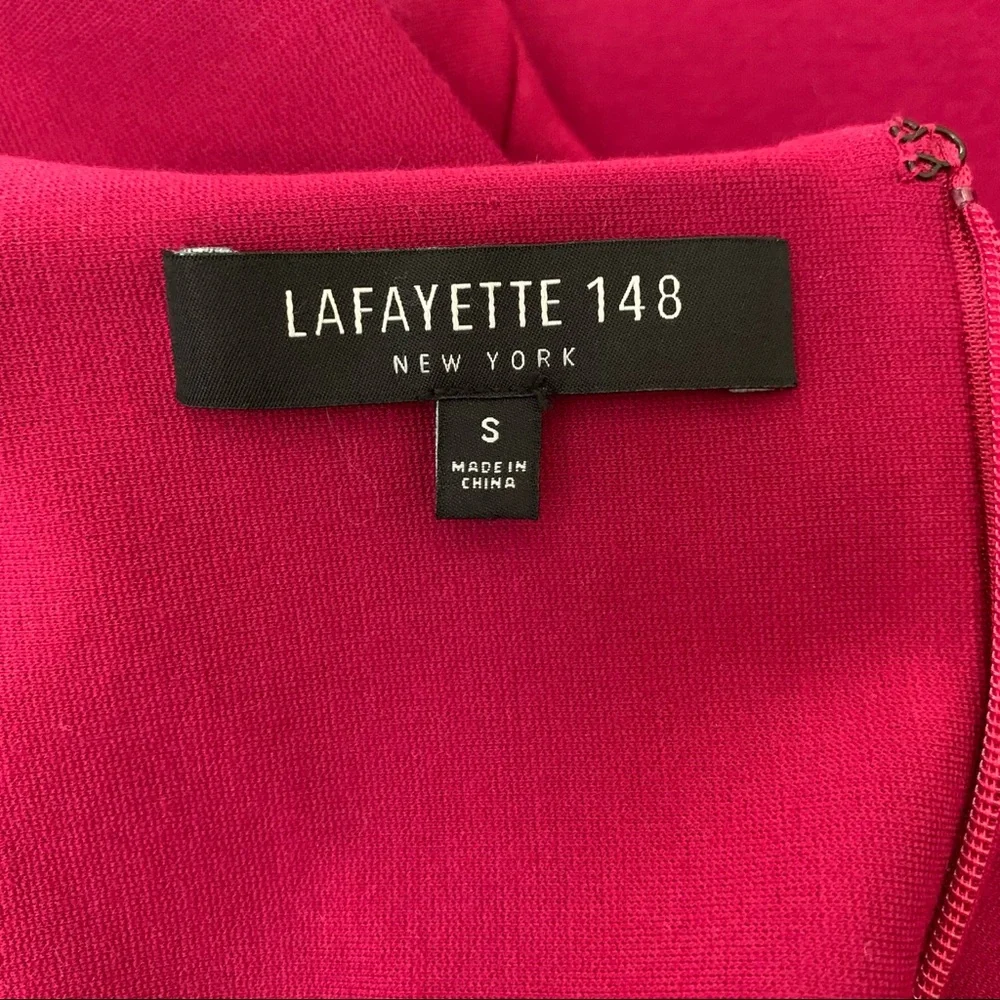 LAFAYETTE 148
NEW YORK
S
MADE IN
CHINA